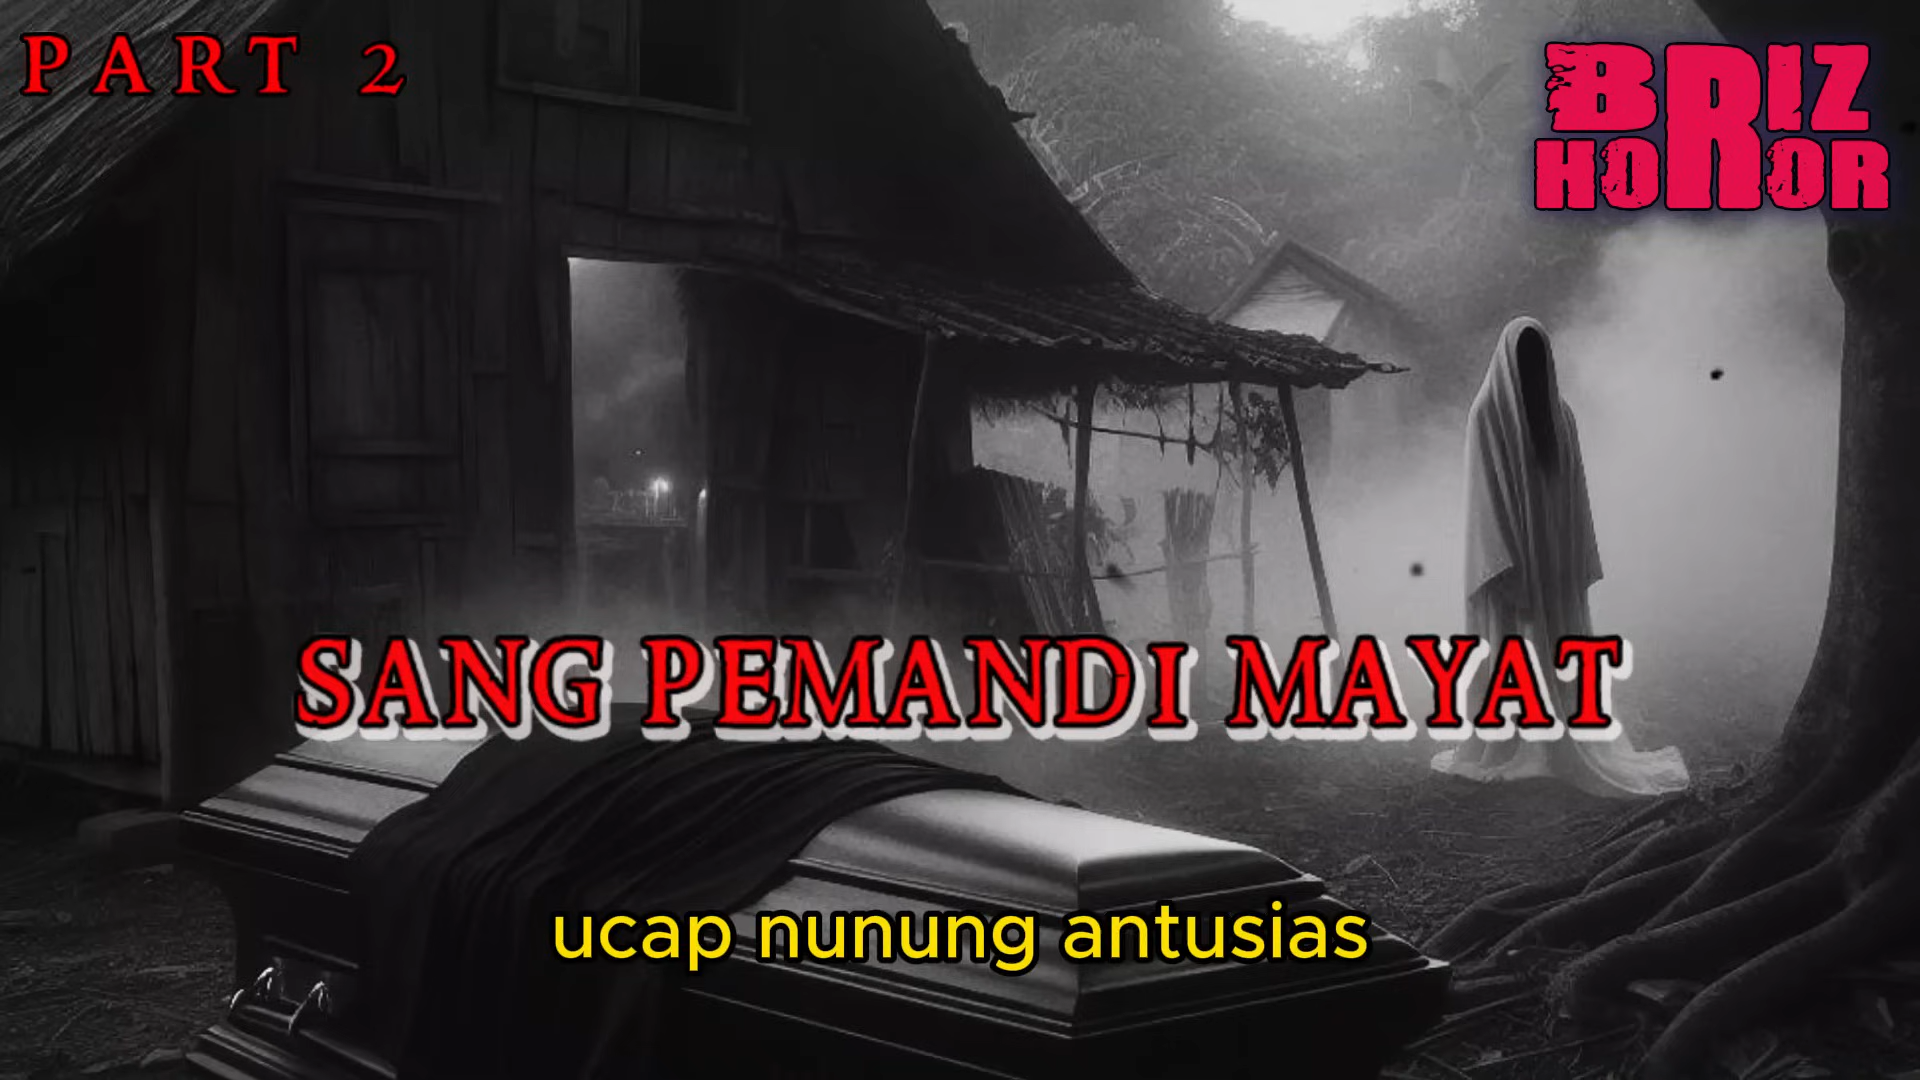 PART 2
BRIZ
HORROR
SANG PEMANDI MAYAT
ucap nunung antusias